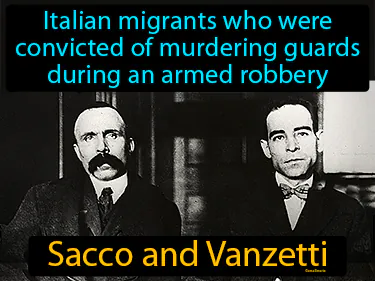 Italian migrants who were
convicted of murdering guards
during an armed robbery
Sacco and Vanzetti